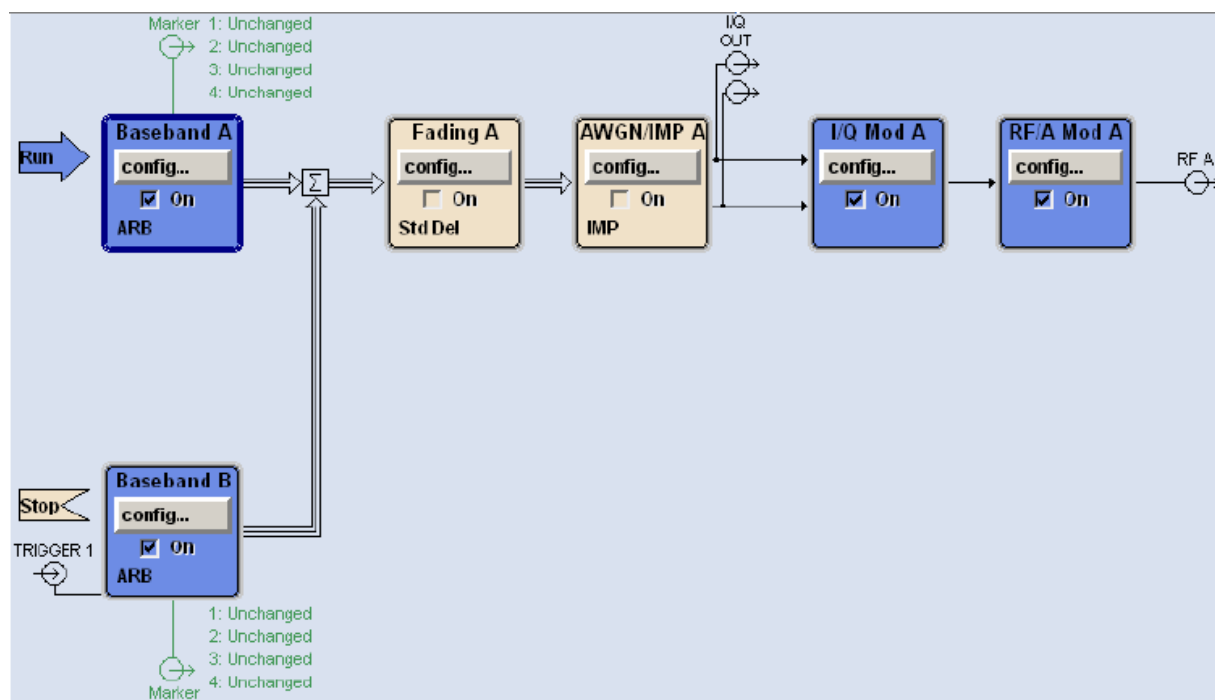 Marker 1: Unchanged
2: Unchanged
3: Unchanged
4: Unchanged
I/Q
OUT
Run
Baseband A
config...
On
ARB
Σ
Fading A
config...
On
Std Del
AWGN/IMP A
config...
On
IMP
I/Q Mod A
config...
On
RF/A Mod A
config...
On
RF A
Stop
TRIGGER 1
Baseband B
config...
On
ARB
1: Unchanged
2: Unchanged
3: Unchanged
Marker 4: Unchanged